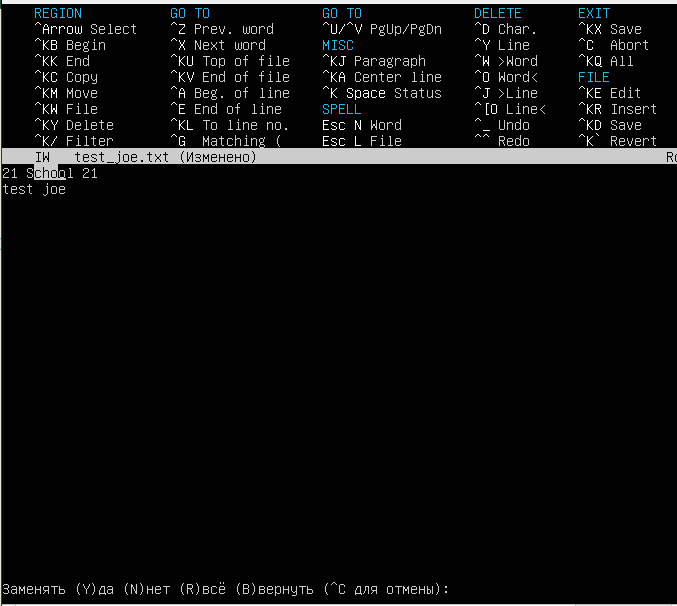 REGION GO TO GO TO DELETE EXIT
^Arrow Select ^Z Prev. word ^U/^V PgUp/PgDn ^D Char. ^KX Save
^KB Begin ^X Next word MISC ^Y Line ^C Abort
^KK End ^KU Top of file ^KJ Paragraph ^W >Word ^KQ All
^KC Copy ^KV End of file ^KA Center line ^O Word< FILE
^KM Move ^A Beg. of line ^K Space Status ^J >Line ^KE Edit
^KW File ^E End of line SPELL ^[O Line< ^KR Insert
^KY Delete ^KL To line no. Esc N Word ^_ Undo ^KD Save
^K/ Filter ^G Matching ( Esc L File ^^ Redo ^K` Revert
IW test_joe.txt (Изменено) Ro
21 School 21
test joe
Заменять (Y)да (N)нет (R)всё (B)вернуть (^C для отмены):